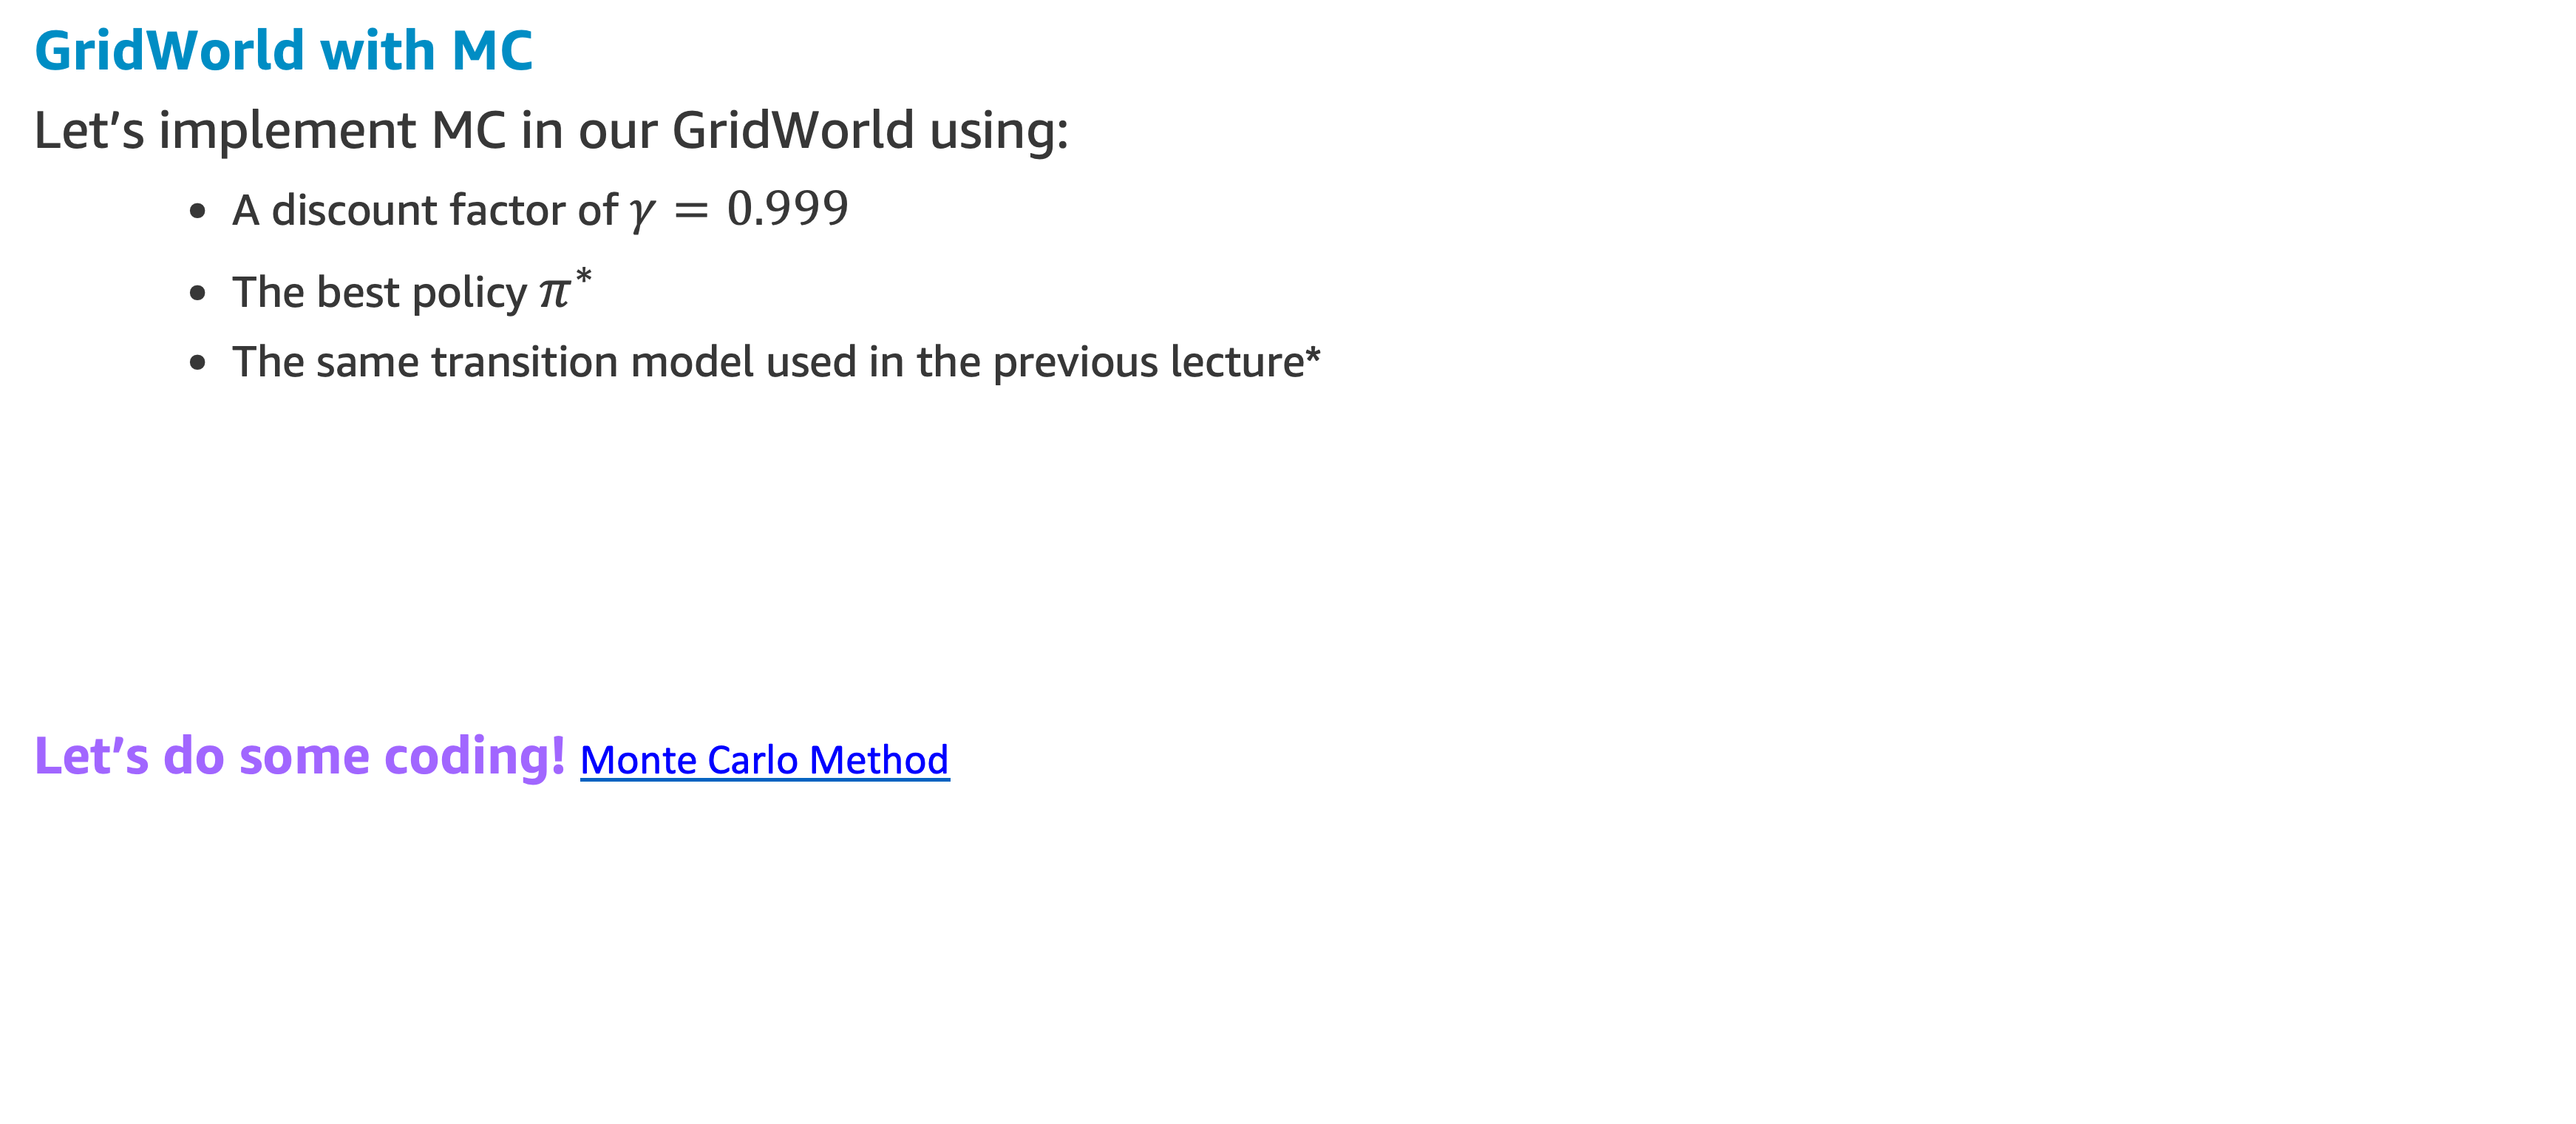 GridWorld with MC
Let’s implement MC in our GridWorld using:
• A discount factor of γ = 0.999
• The best policy π*
• The same transition model used in the previous lecture*
Let’s do some coding! Monte Carlo Method